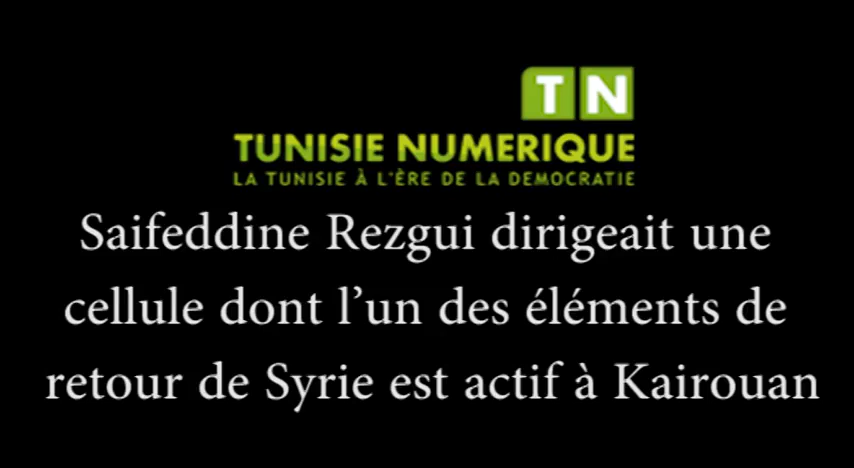 TN
TUNISIE NUMERIQUE
LA TUNISIE À L'ÈRE DE LA DEMOCRATIE
Saifeddine Rezgui dirigeait une
cellule dont l’un des éléments de
retour de Syrie est actif à Kairouan